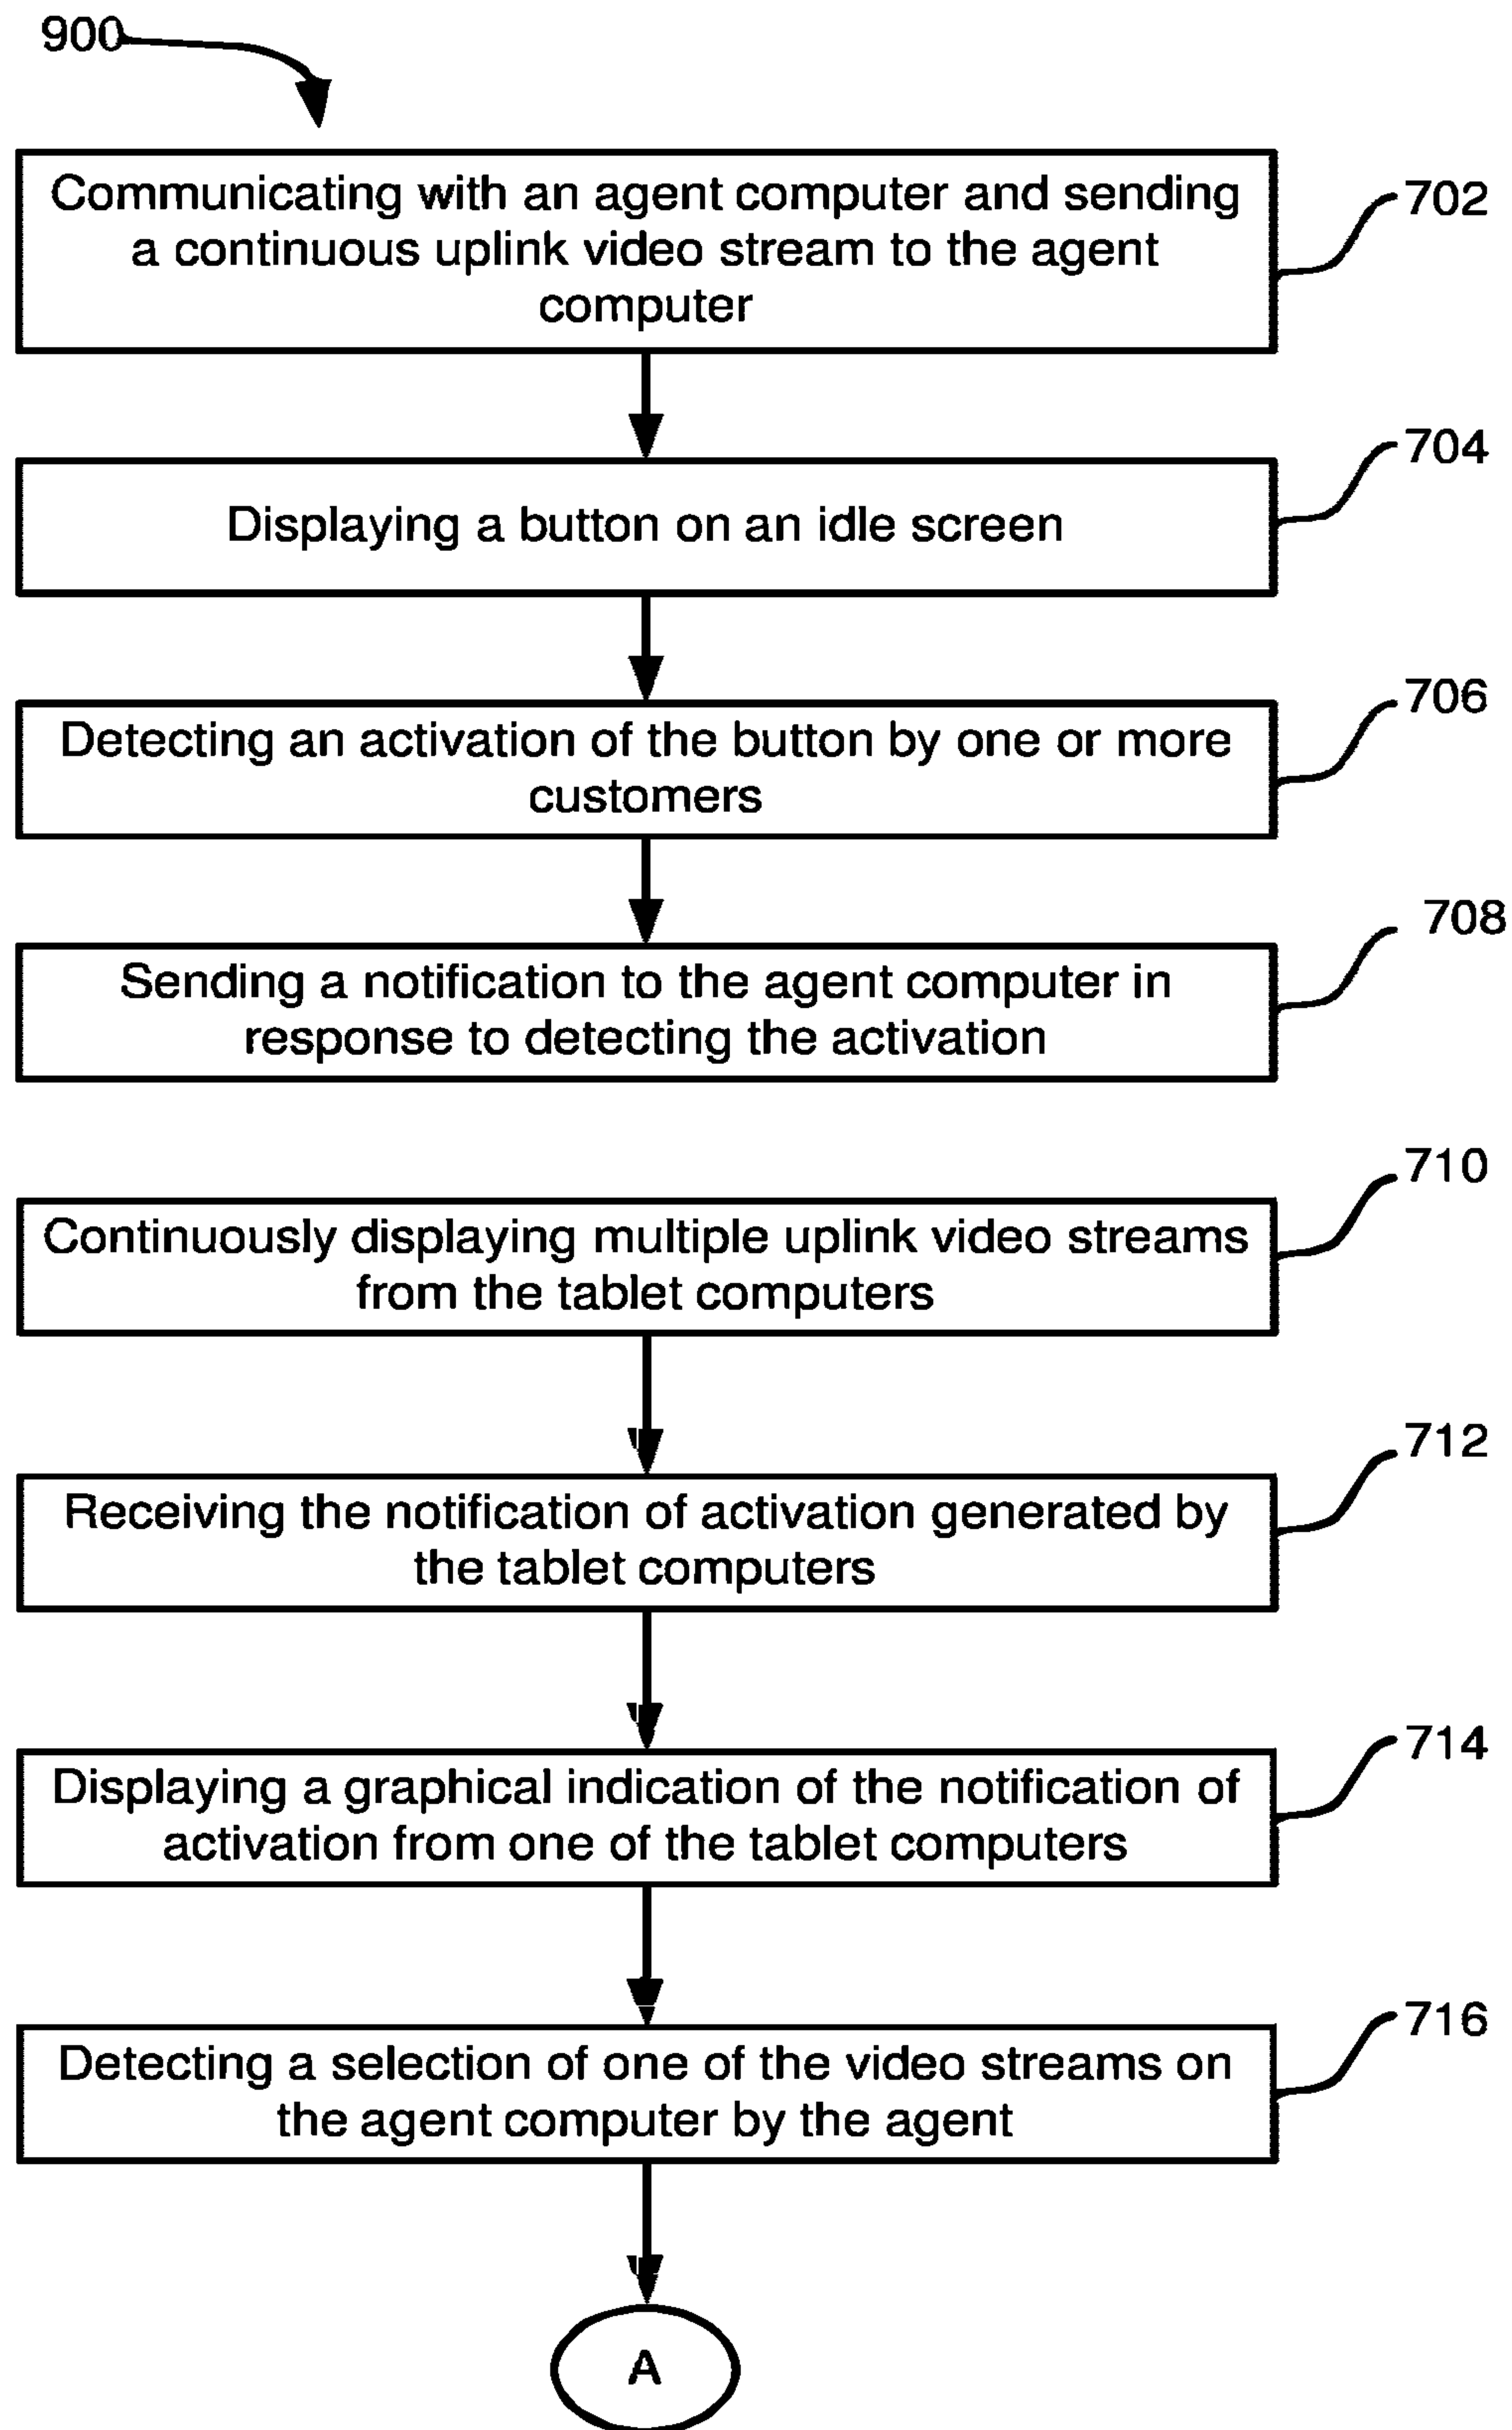 900
Communicating with an agent computer and sending
a continuous uplink video stream to the agent
computer
702
Displaying a button on an idle screen
704
Detecting an activation of the button by one or more
customers
706
Sending a notification to the agent computer in
response to detecting the activation
708
Continuously displaying multiple uplink video streams
from the tablet computers
710
Receiving the notification of activation generated by
the tablet computers
712
Displaying a graphical indication of the notification of
activation from one of the tablet computers
714
Detecting a selection of one of the video streams on
the agent computer by the agent
716
A